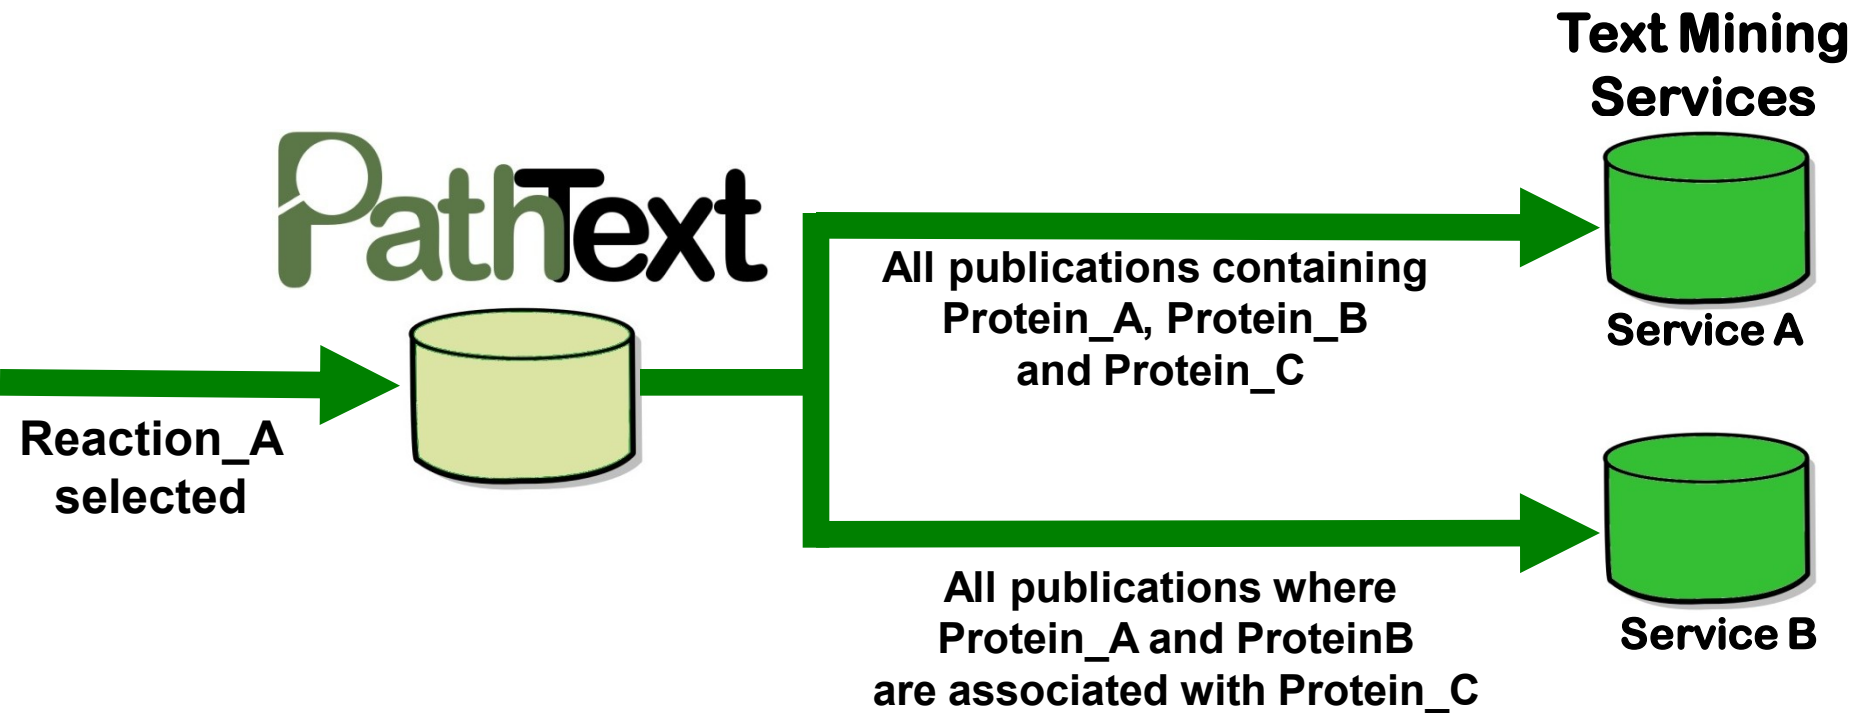 Text Mining
Services
PathText
All publications containing
Protein_A, Protein_B
and Protein_C
Service A
Reaction_A
selected
All publications where
Protein_A and ProteinB
are associated with Protein_C
Service B